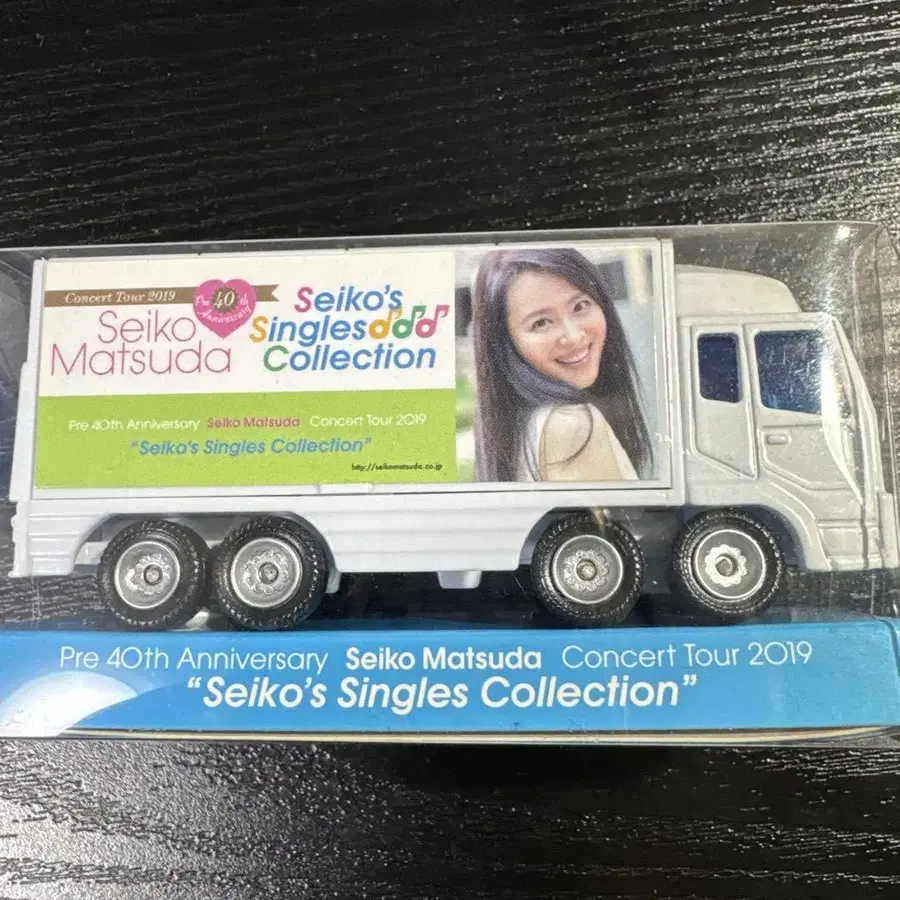 Concert Tour 2019
Pre 40th Anniversary
Seiko
Matsuda
Seiko's
Singles
Collection
Pre 40th Anniversary Seiko Matsuda Concert Tour 2019
"Seiko's Singles Collection"
http://seikomatsuda.co.jp
Pre 40th Anniversary Seiko Matsuda Concert Tour 2019
"Seiko's Singles Collection"